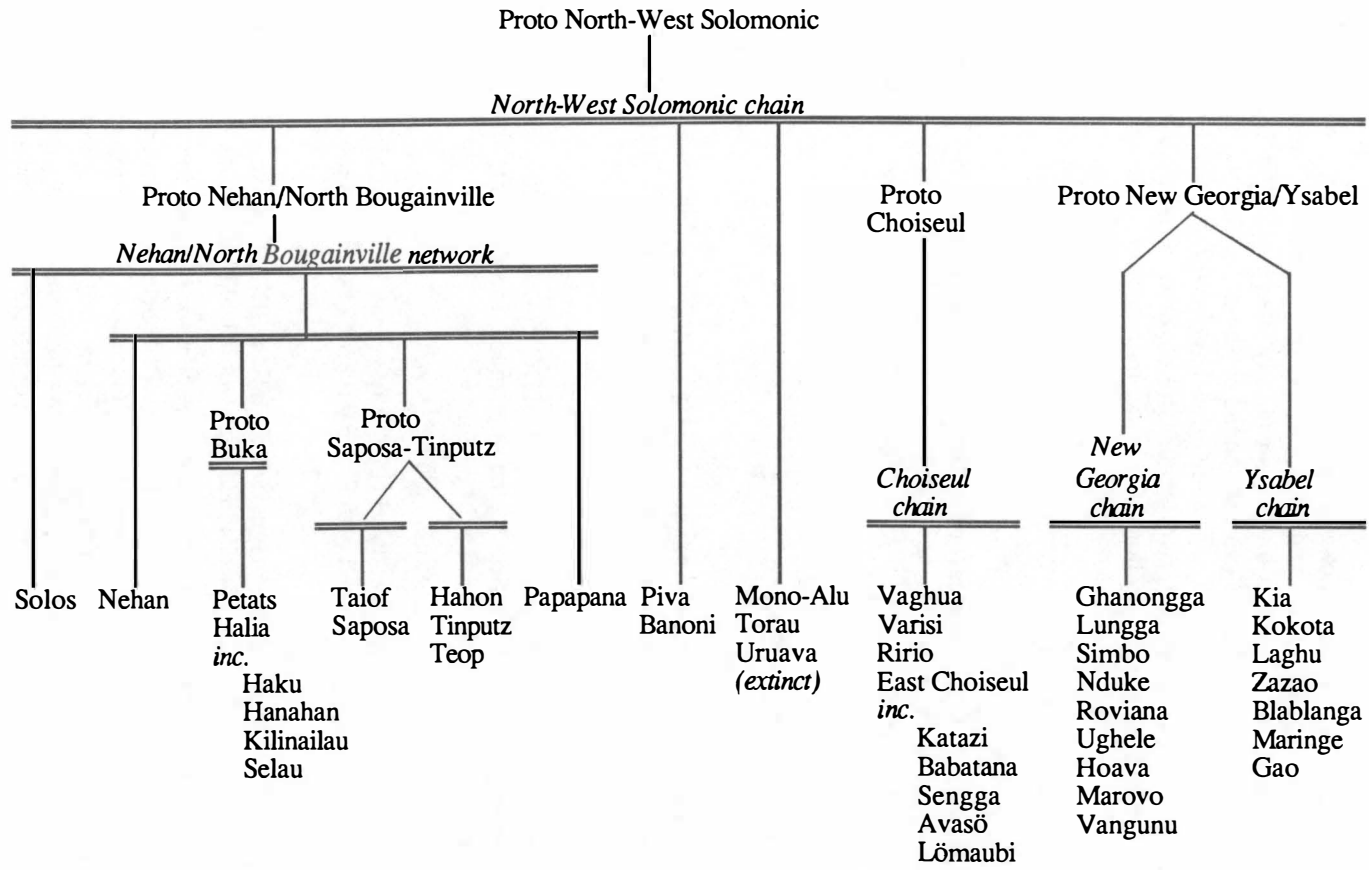 Proto North-West Solomonic
North-West Solomonic chain
Proto Nehan/North Bougainville
Nehan/North Bougainville network
Proto
Choiseul
Proto New Georgia/Ysabel
Proto
Buka
Proto
Saposa-Tinputz
Choiseul
chain
New
Georgia
chain
Ysabel
chain
Solos
Nehan
Petats
Halia
inc.
Haku
Hanahan
Kilinailau
Selau
Taiof
Saposa
Hahon
Tinputz
Teop
Papapana
Piva
Banoni
Mono-Alu
Torau
Uruava
(extinct)
Vaghua
Varisi
Ririo
East Choiseul
inc.
Katazi
Babatana
Sengga
Avasö
Lömaubi
Ghanongga
Lungga
Simbo
Nduke
Roviana
Ughele
Hoava
Marovo
Vangunu
Kia
Kokota
Laghu
Zazao
Blablanga
Maringe
Gao